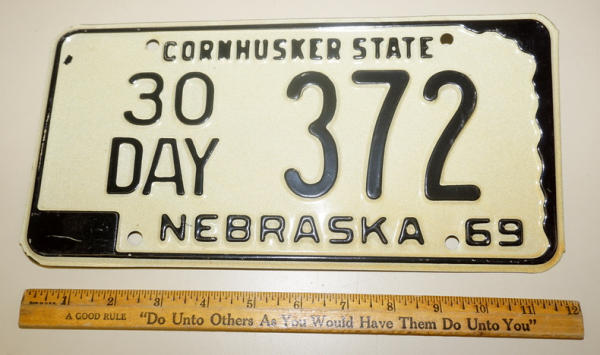 CORNHUSKER STATE
30 DAY 372
NEBRASKA 69
1 2 3 4 5 6 7 8 9 10 11 12
A GOOD RULE "Do Unto Others As You Would Have Them Do Unto You"